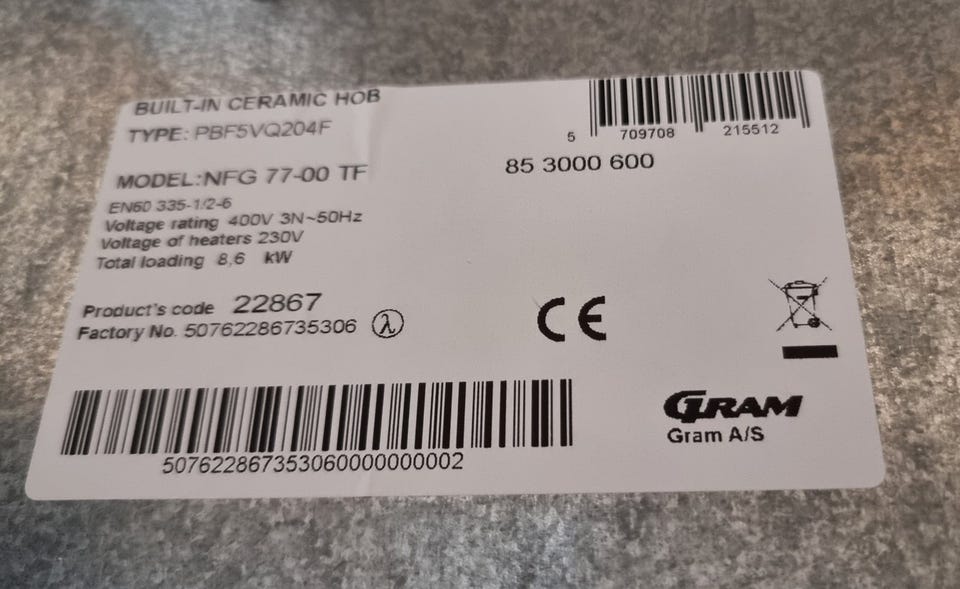 BUILT-IN CERAMIC HOB
TYPE: PBF5VQ204F
5 709708 215512
85 3000 600
MODEL:NFG 77-00 TF
EN60 335-1/2-6
Voltage rating 400V 3N~50Hz
Voltage of heaters 230V
Total loading 8,6 kW
Product's code 22867
Factory No. 50762286735306 λ
CE
GRAM
Gram A/S
507622867353060000000002